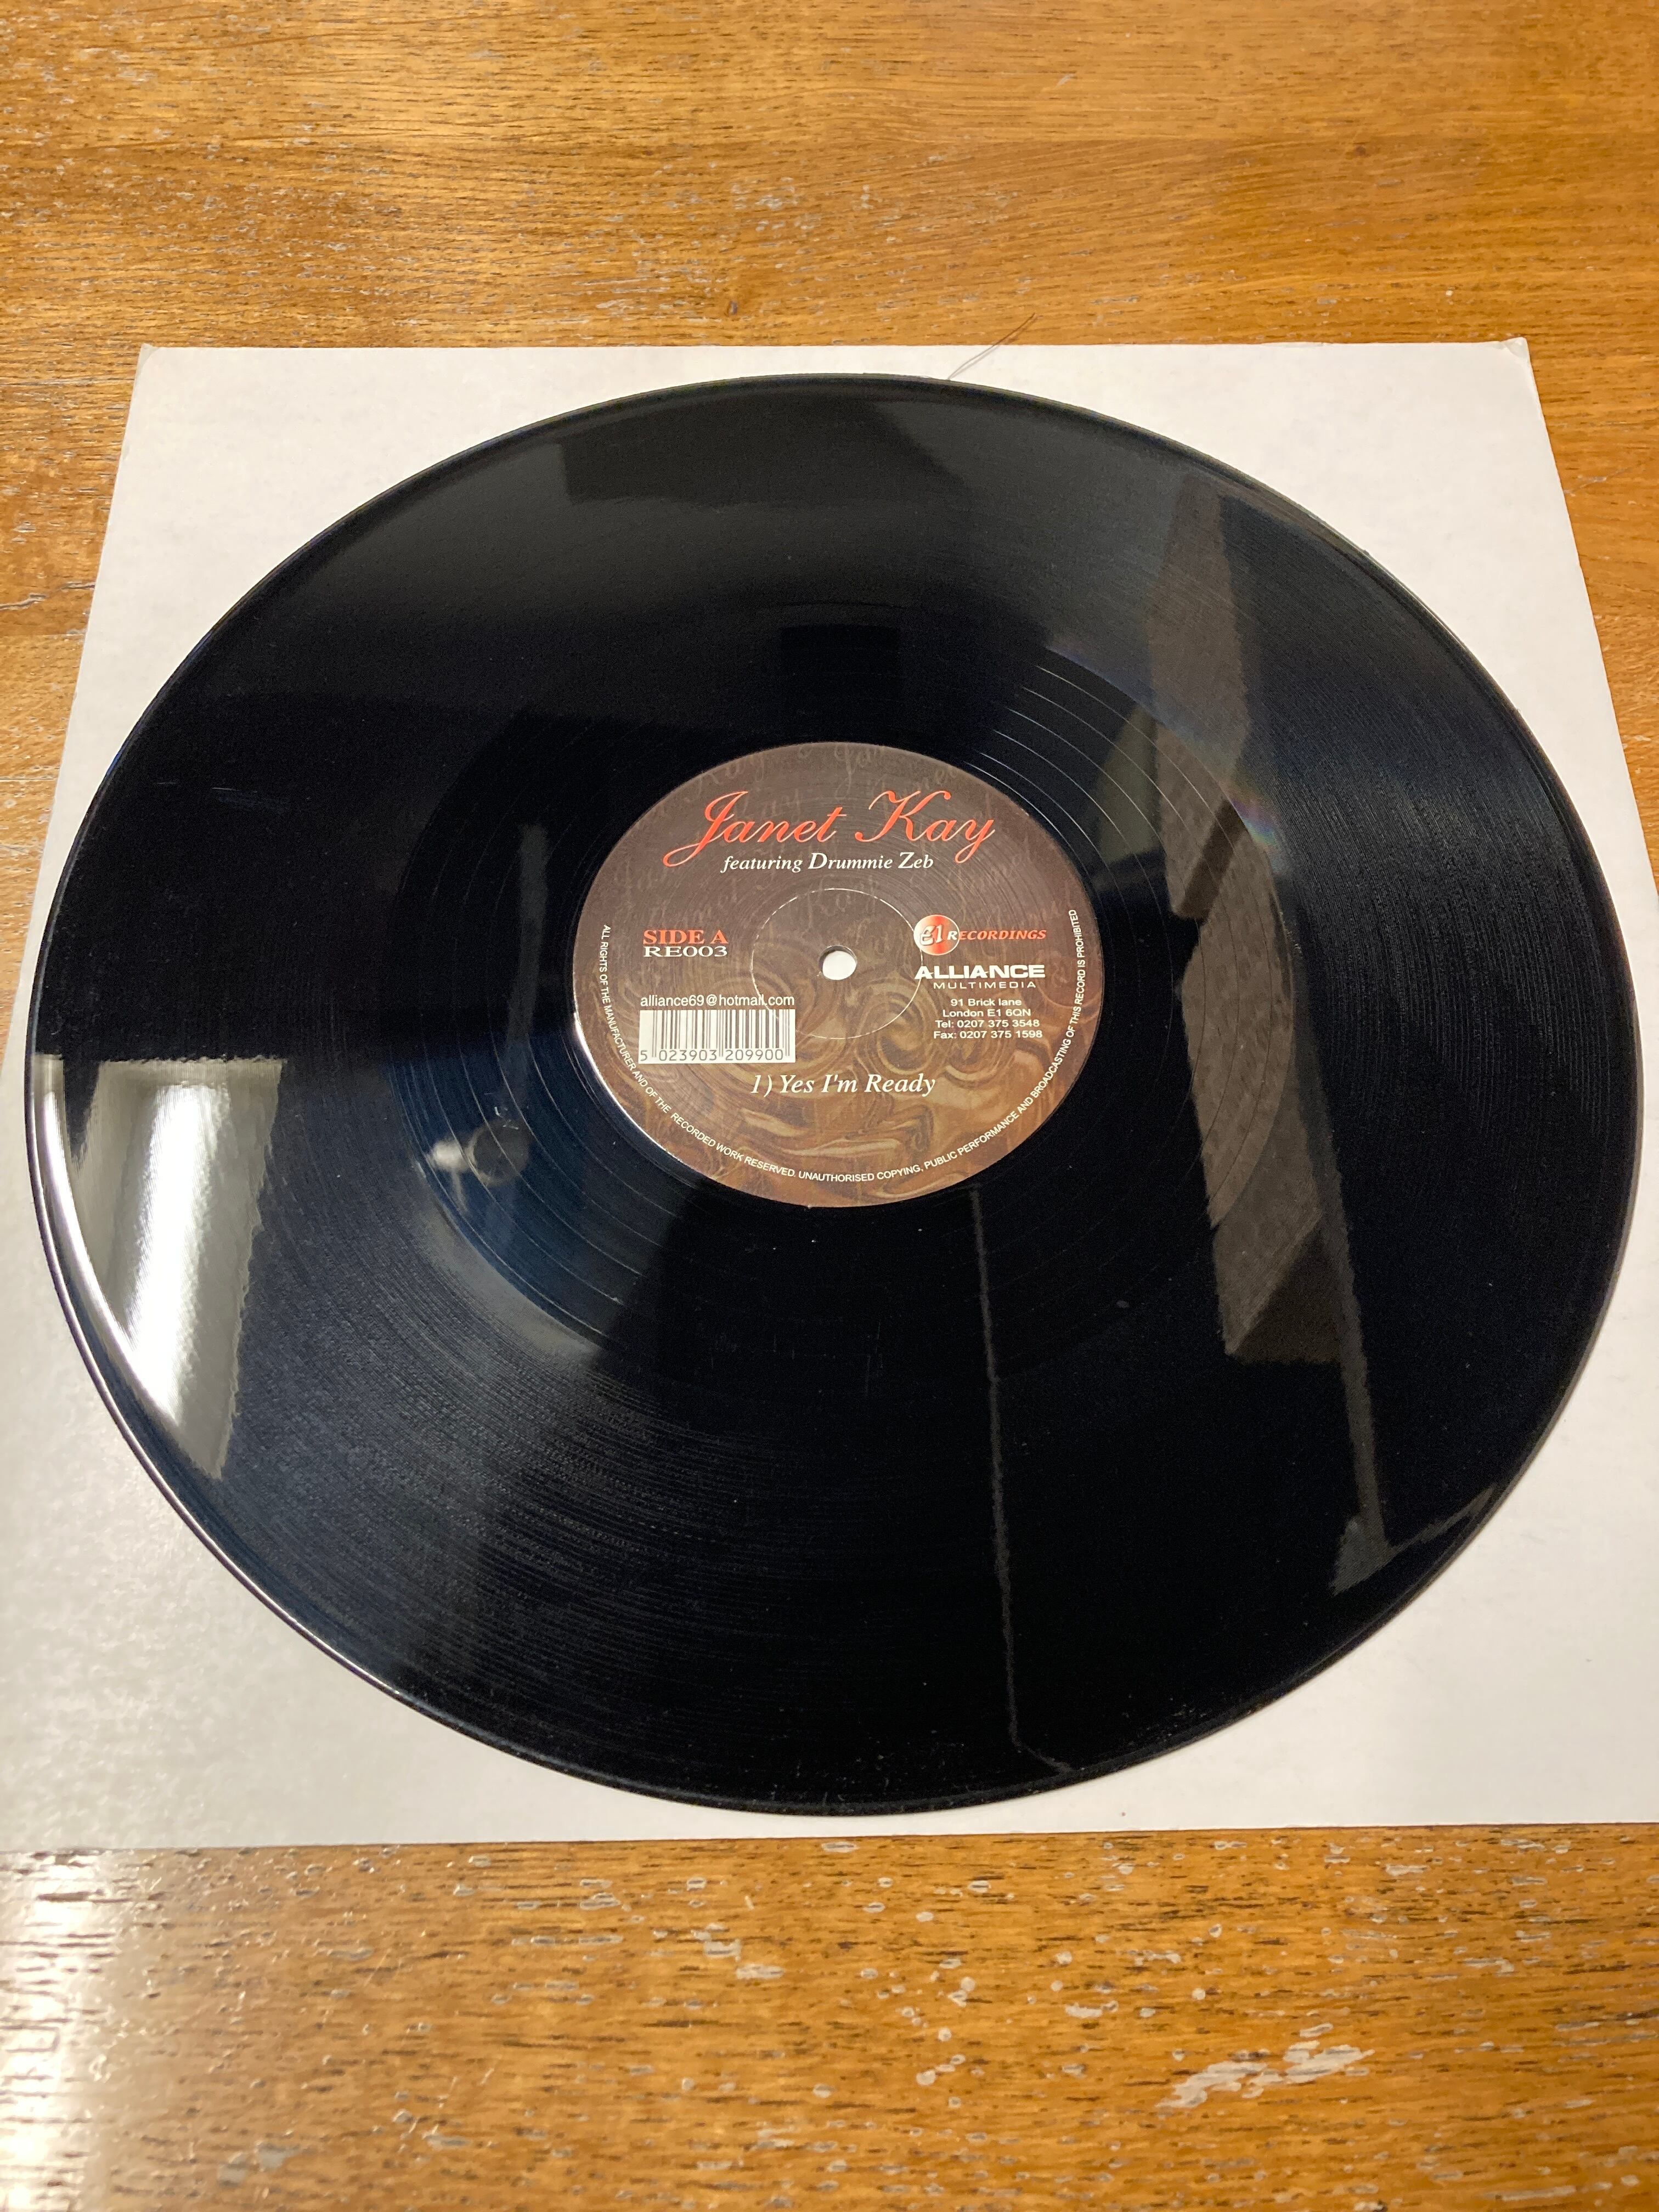 Janet Kay
featuring Drummie Zeb
SIDE A
RE003
e1 RECORDINGS
ALLIANCE
MULTIMEDIA
91 Brick lane
London E1 6QN
Tel: 0207 375 3548
Fax: 0207 375 1598
alliance69@hotmail.com
5 023903 209900
1) Yes I'm Ready
ALL RIGHTS OF THE MANUFACTURER AND OF THE RECORDED WORK RESERVED. UNAUTHORISED COPYING, PUBLIC PERFORMANCE AND BROADCASTING OF THIS RECORD IS PROHIBITED